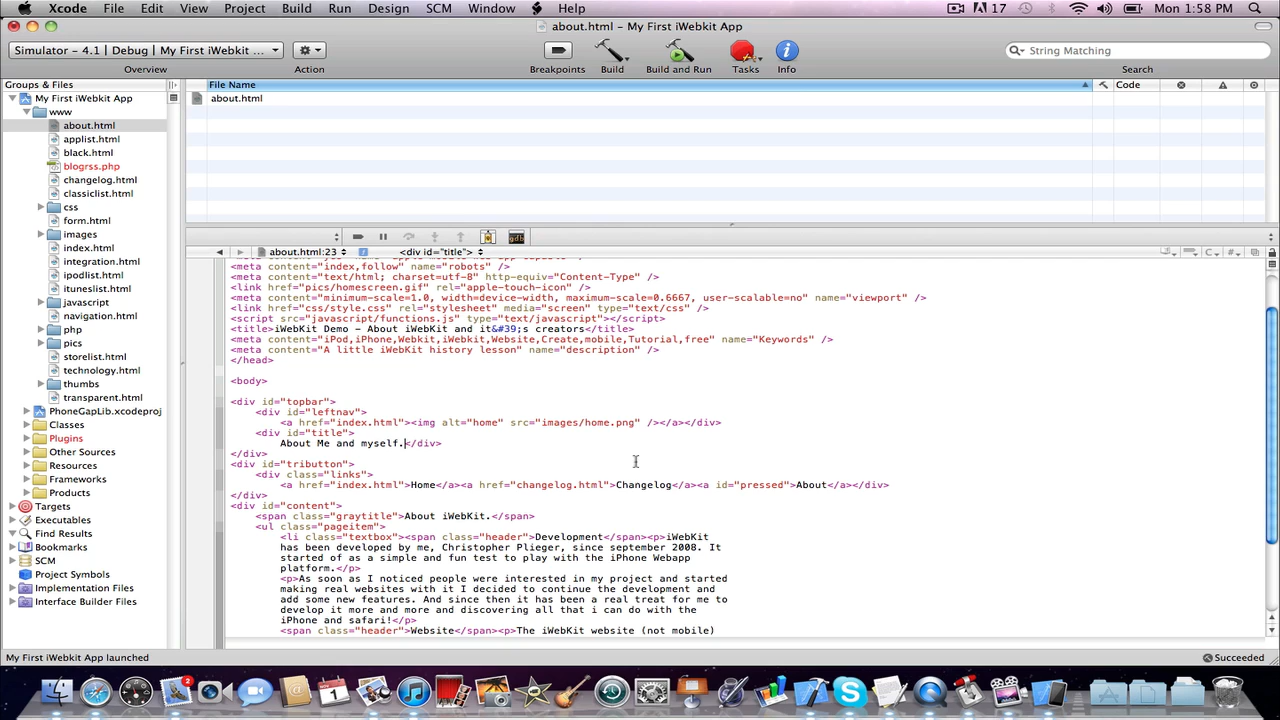 Xcode File Edit View Project Build Run Design SCM Window Help 17 Mon 1:58 PM
about.html - My First iWebkit App
Simulator - 4.1 | Debug | My First iWebkit ... String Matching
Overview Action Breakpoints Build Build and Run Tasks Info Search
Groups & Files File Name Code
My First iWebkit App about.html
www
about.html
applist.html
black.html
blogrss.php
changelog.html
classiclist.html
css
form.html
images
index.html
integration.html
ipodlist.html
ituneslist.html
javascript
navigation.html
php
pics
storelist.html
technology.html
thumbs
transparent.html
PhoneGapLib.xcodeproj
Classes
Plugins
Other Sources
Resources
Frameworks
Products
Targets
Executables
Find Results
Bookmarks
SCM
Project Symbols
Implementation Files
Interface Builder Files
gdb
about.html:23 <div id="title">
<meta content="index,follow" name="robots" />
<meta content="text/html; charset=utf-8" http-equiv="Content-Type" />
<link href="pics/homescreen.gif" rel="apple-touch-icon" />
<meta content="minimum-scale=1.0, width=device-width, maximum-scale=0.6667, user-scalable=no" name="viewport" />
<link href="css/style.css" rel="stylesheet" media="screen" type="text/css" />
<script src="javascript/functions.js" type="text/javascript"></script>
<title>iWebKit Demo - About iWebKit and it&#39;s creators</title>
<meta content="iPod,iPhone,Webkit,iWebkit,Website,Create,mobile,Tutorial,free" name="Keywords" />
<meta content="A little iWebKit history lesson" name="description" />
</head>
<body>
<div id="topbar">
<div id="leftnav">
<a href="index.html"><img alt="home" src="images/home.png" /></a></div>
<div id="title">
About Me and myself.</div>
</div>
<div id="tributton">
<div class="links">
<a href="index.html">Home</a><a href="changelog.html">Changelog</a><a id="pressed">About</a></div>
</div>
<div id="content">
<span class="graytitle">About iWebKit.</span>
<ul class="pageitem">
<li class="textbox"><span class="header">Development</span><p>iWebKit
has been developed by me, Christopher Plieger, since september 2008. It
started of as a simple and fun test to play with the iPhone Webapp
platform.</p>
<p>As soon as I noticed people were interested in my project and started
making real websites with it I decided to continue the development and
add some new features. And since then it has been a real treat for me to
develop it more and more and discovering all that i can do with the
iPhone and safari!</p>
<span class="header">Website</span><p>The iWebKit website (not mobile)
My First iWebkit App launched Succeeded
2
1